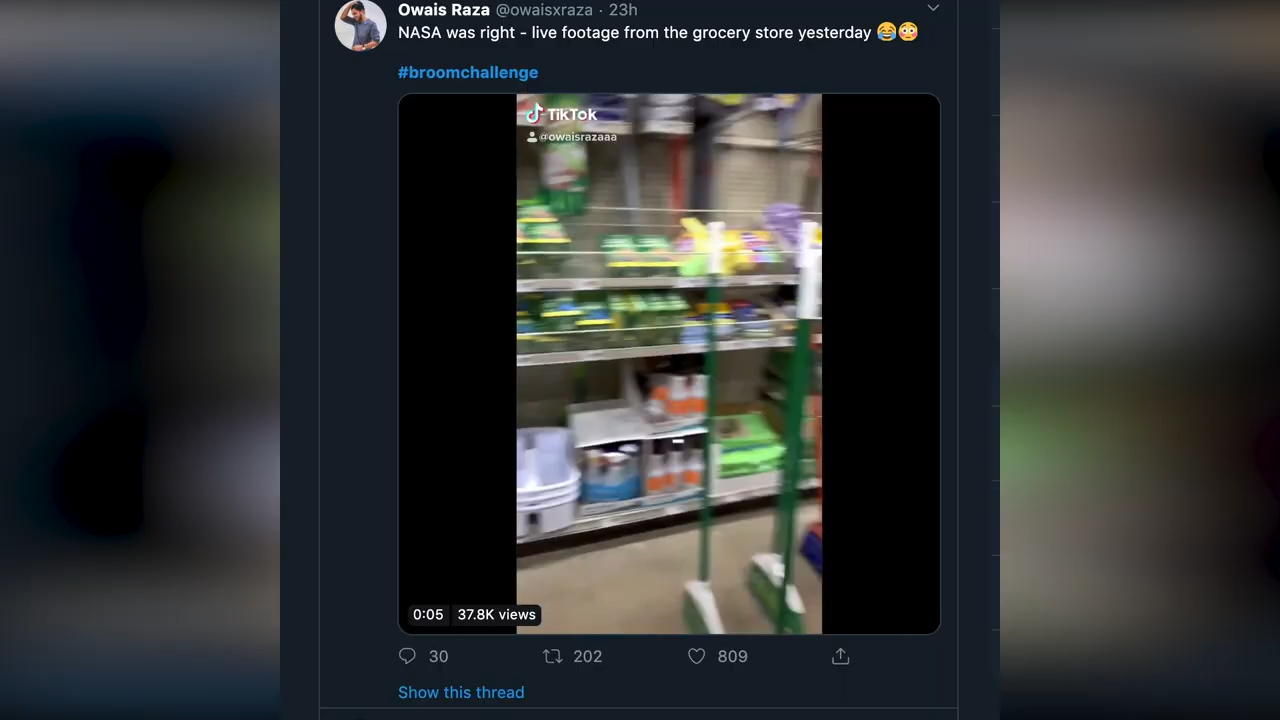 Owais Raza @owaisxraza · 23h
NASA was right - live footage from the grocery store yesterday 😂😳
#broomchallenge
TikTok
@owaisrazaaa
0:05 37.8K views
30 202 809
Show this thread